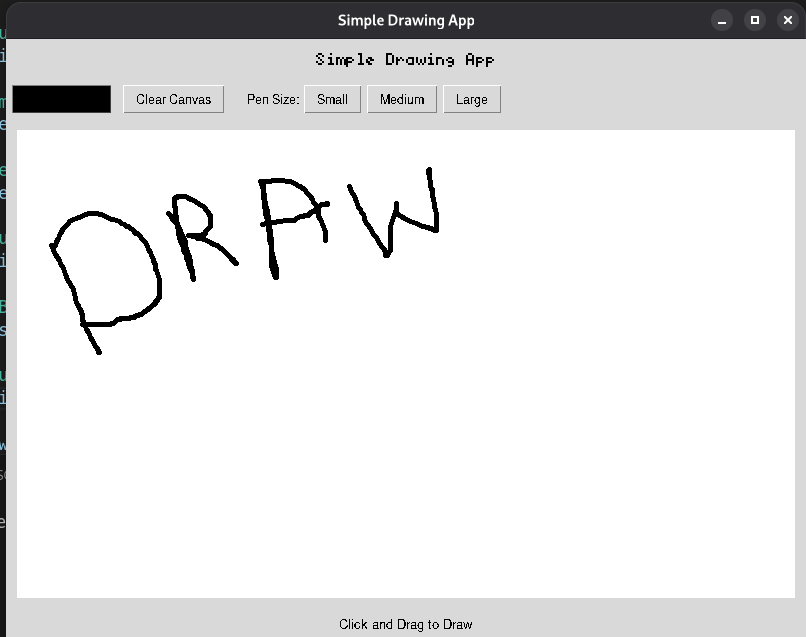 Simple Drawing App
Simple Drawing App
Clear Canvas Pen Size: Small Medium Large
DRAW
Click and Drag to Draw